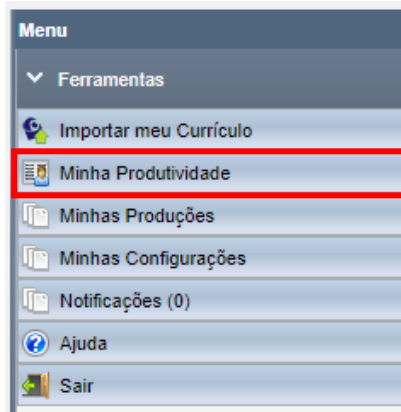 Menu
Ferramentas
Importar meu Currículo
Minha Produtividade
Minhas Produções
Minhas Configurações
Notificações (0)
Ajuda
Sair